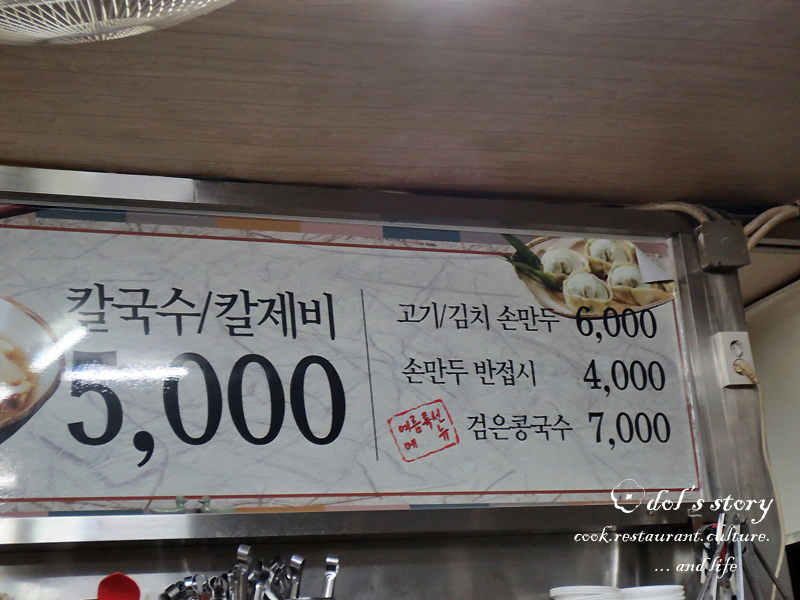 칼국수/칼제비
5,000
고기/김치 손만두 6,000
손만두 반접시 4,000
여름특선
메뉴
검은콩국수 7,000
dol's story
cook.restaurant.culture.
... and life